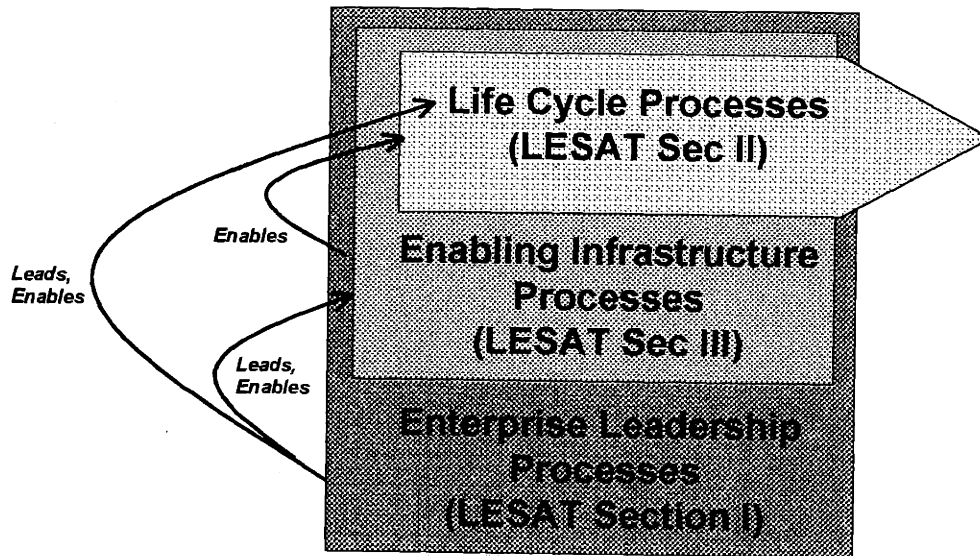 Life Cycle Processes
(LESAT Sec II)
Enables
Enabling Infrastructure
Processes
(LESAT Sec III)
Leads,
Enables
Leads,
Enables
Enterprise Leadership
Processes
(LESAT Section I)